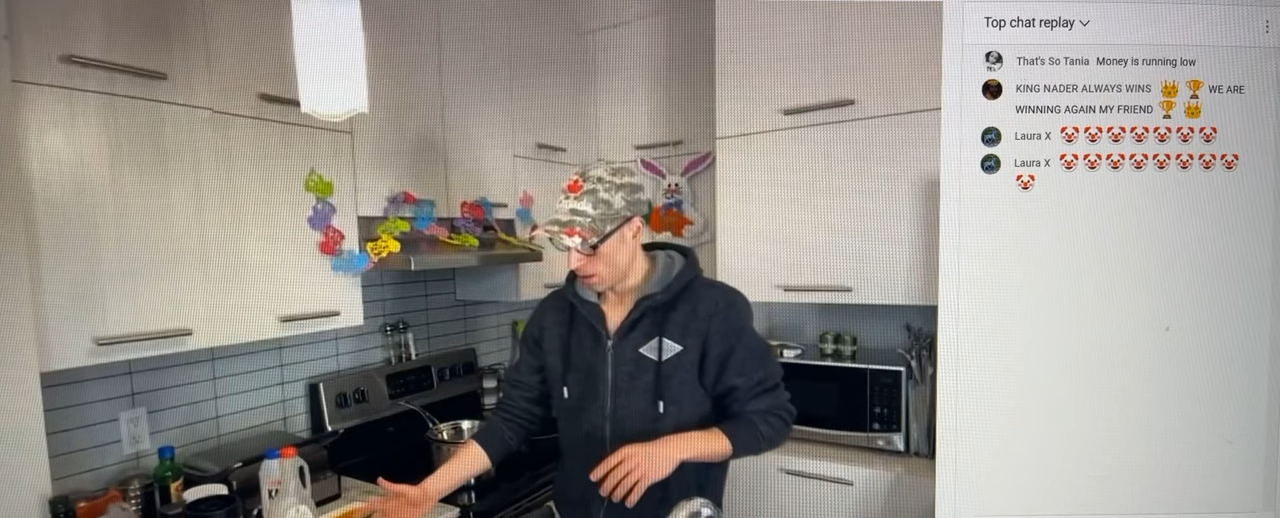 Top chat replay
That's So Tania Money is running low
KING NADER ALWAYS WINS 👑 🏆 WE ARE
WINNING AGAIN MY FRIEND 🏆 👑
Laura X 🤡🤡🤡🤡🤡🤡🤡
Laura X 🤡🤡🤡🤡🤡🤡🤡🤡
🤡